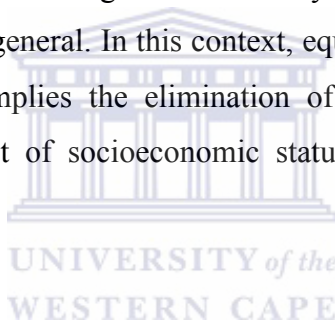 general. In this context, equ
mplies the elimination of
t of socioeconomic statu
UNIVERSITY of the
WESTERN CAPE